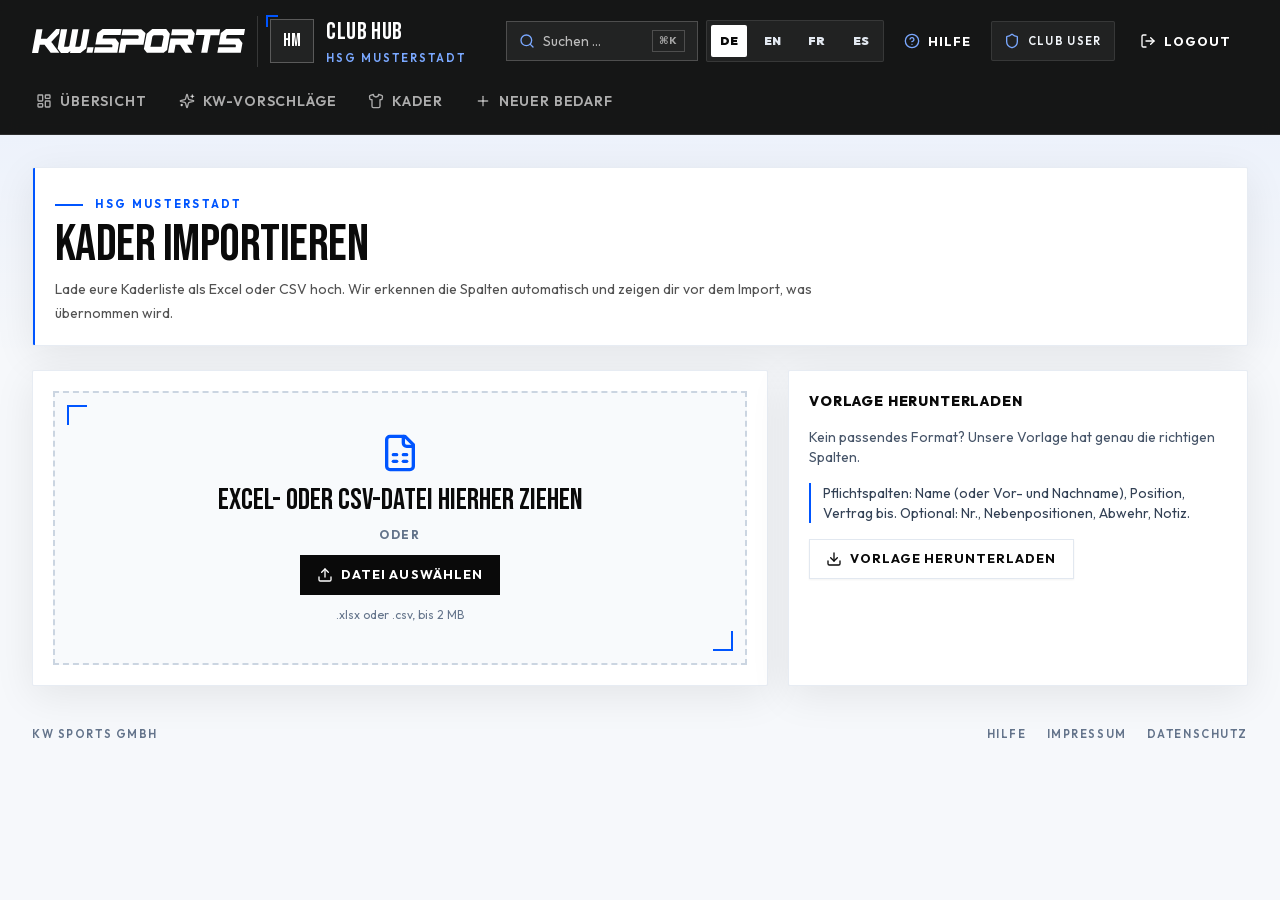 KW.SPORTS
HM
CLUB HUB
HSG MUSTERSTADT
Suchen ...
⌘K
DE
EN
FR
ES
HILFE
CLUB USER
LOGOUT
ÜBERSICHT
KW-VORSCHLÄGE
KADER
NEUER BEDARF
HSG MUSTERSTADT
KADER IMPORTIEREN
Lade eure Kaderliste als Excel oder CSV hoch. Wir erkennen die Spalten automatisch und zeigen dir vor dem Import, was
übernommen wird.
EXCEL- ODER CSV-DATEI HIERHER ZIEHEN
ODER
DATEI AUSWÄHLEN
.xlsx oder .csv, bis 2 MB
VORLAGE HERUNTERLADEN
Kein passendes Format? Unsere Vorlage hat genau die richtigen
Spalten.
Pflichtspalten: Name (oder Vor- und Nachname), Position,
Vertrag bis. Optional: Nr., Nebenpositionen, Abwehr, Notiz.
VORLAGE HERUNTERLADEN
KW SPORTS GMBH
HILFE
IMPRESSUM
DATENSCHUTZ